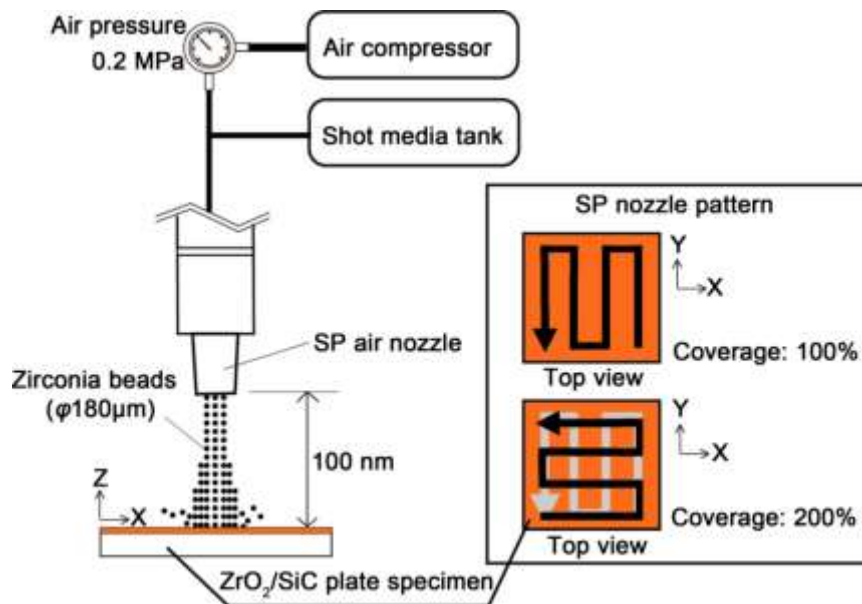 Air pressure
0.2 MPa
Air compressor
Shot media tank
SP nozzle pattern
Y
X
Coverage: 100%
Top view
SP air nozzle
Zirconia beads
(φ180μm)
100 nm
Z
X
Y
X
Coverage: 200%
Top view
ZrO₂/SiC plate specimen